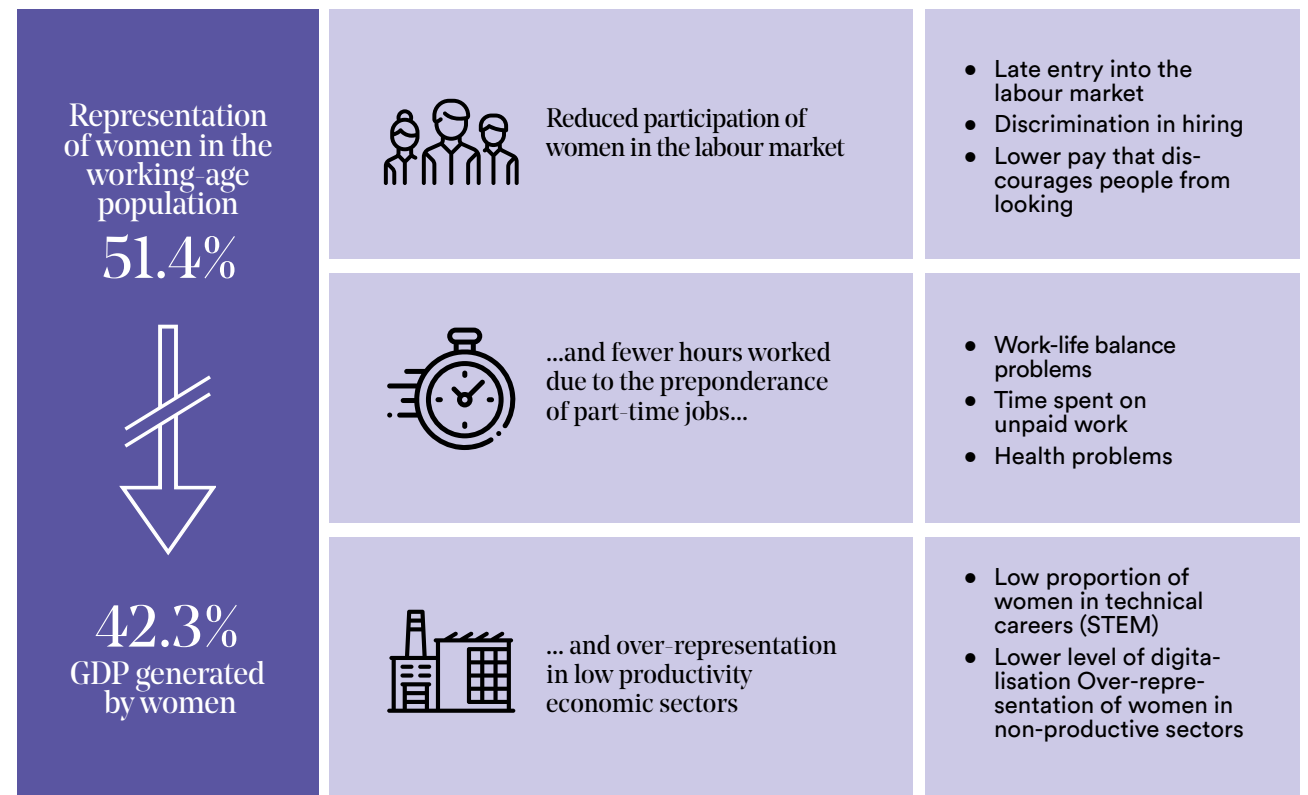 Representation
of women in the
working-age
population
51.4%
42.3%
GDP generated
by women
Reduced participation of
women in the labour market
● Late entry into the
labour market
● Discrimination in hiring
● Lower pay that dis-
courages people from
looking
...and fewer hours worked
due to the preponderance
of part-time jobs...
● Work-life balance
problems
● Time spent on
unpaid work
● Health problems
... and over-representation
in low productivity
economic sectors
● Low proportion of
women in technical
careers (STEM)
● Lower level of digita-
lisation Over-repre-
sentation of women in
non-productive sectors